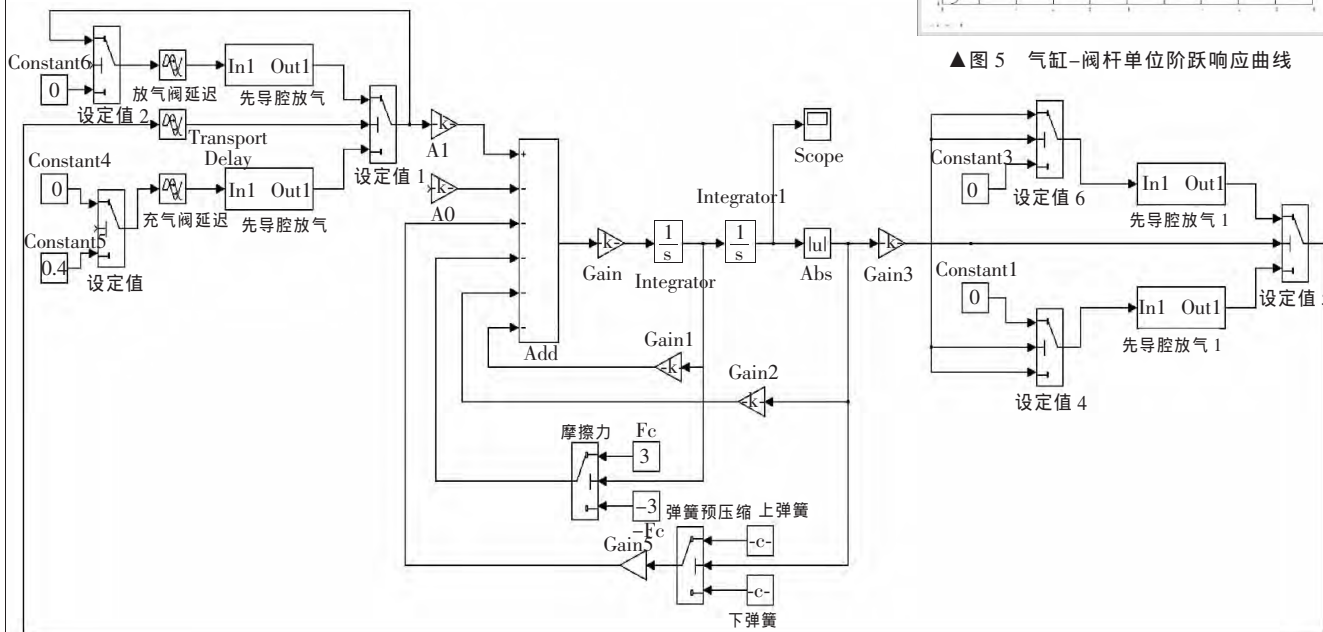 ▲图 5 气缸-阀杆单位阶跃响应曲线
Constant6
0
设定值 2
放气阀延迟
In1 Out1
先导腔放气
Transport
Delay
设定值 1
-k-
A1
Constant4
0
Constant5
0.4
设定值
充气阀延迟
In1 Out1
先导腔放气
-k-
A0
+
-
-
-
-
-
Add
-k-
Gain
1
s
Integrator
Integrator1
1
s
Scope
|u|
Abs
-k-
Gain3
Constant3
0
设定值 6
In1 Out1
先导腔放气 1
Constant1
0
设定值 4
In1 Out1
先导腔放气 1
设定值
Gain1
-k-
Gain2
-k-
摩擦力
Fc
3
-3
-Fc
Gain5
弹簧预压缩
上弹簧
-c-
-c-
下弹簧